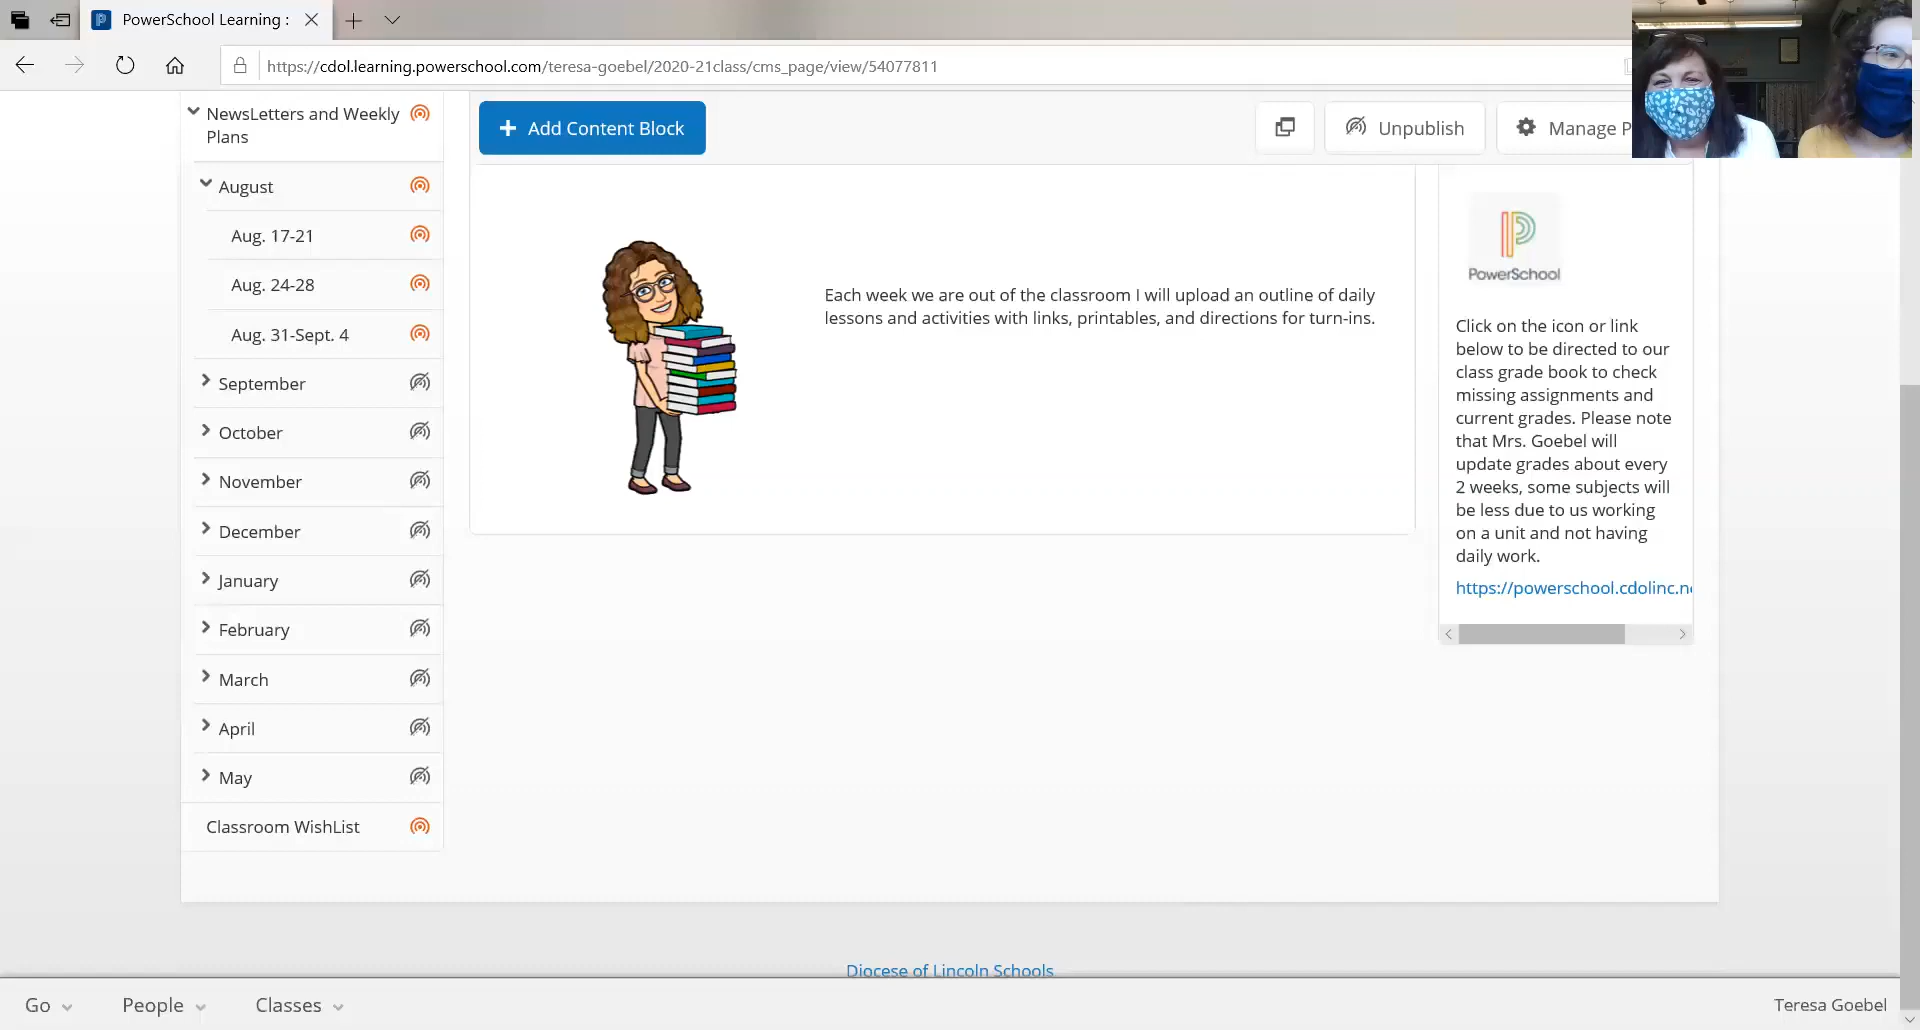 PowerSchool Learning :
https://cdol.learning.powerschool.com/teresa-goebel/2020-21class/cms_page/view/54077811
NewsLetters and Weekly
Plans
August
Aug. 17-21
Aug. 24-28
Aug. 31-Sept. 4
September
October
November
December
January
February
March
April
May
Classroom WishList
+ Add Content Block
Unpublish
Manage P
Each week we are out of the classroom I will upload an outline of daily
lessons and activities with links, printables, and directions for turn-ins.
PowerSchool
Click on the icon or link
below to be directed to our
class grade book to check
missing assignments and
current grades. Please note
that Mrs. Goebel will
update grades about every
2 weeks, some subjects will
be less due to us working
on a unit and not having
daily work.
https://powerschool.cdolinc.ne
Diocese of Lincoln Schools
Go
People
Classes
Teresa Goebel